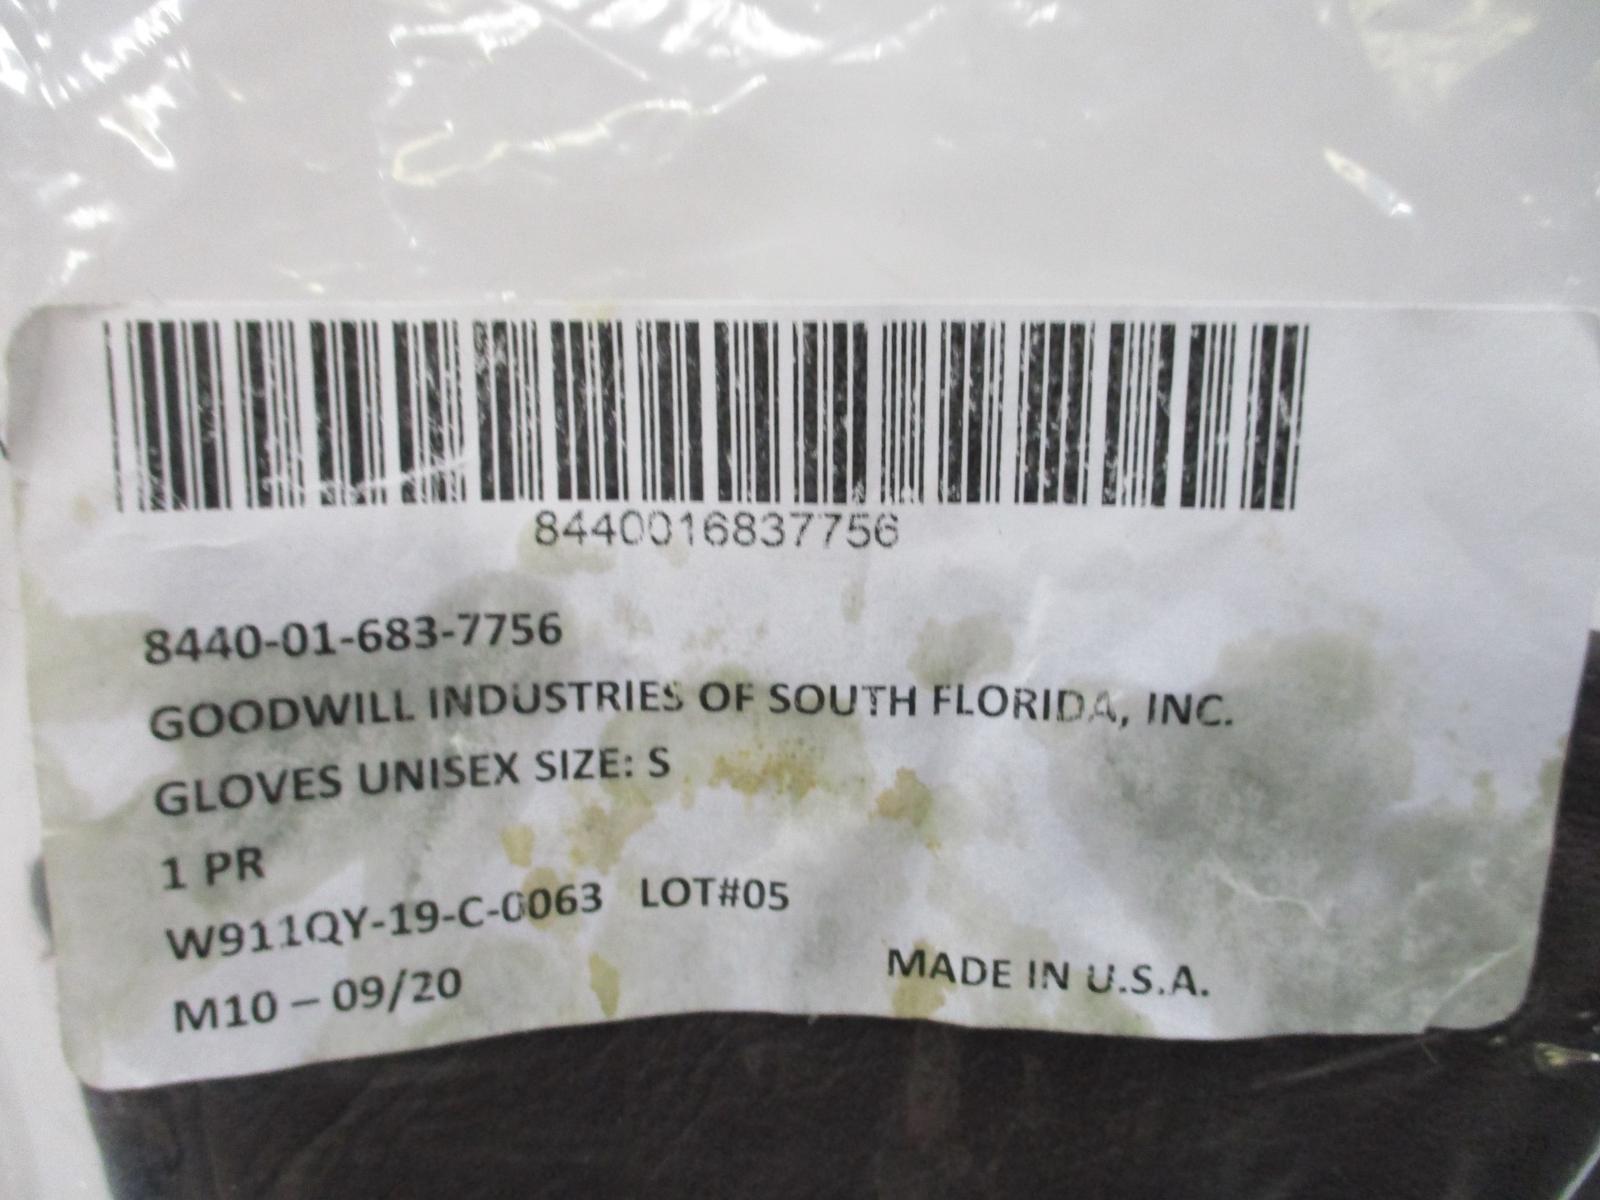 8440016837756
8440-01-683-7756
GOODWILL INDUSTRIES OF SOUTH FLORIDA, INC.
GLOVES UNISEX SIZE: S
1 PR
W911QY-19-C-0063 LOT#05
M10 – 09/20
MADE IN U.S.A.